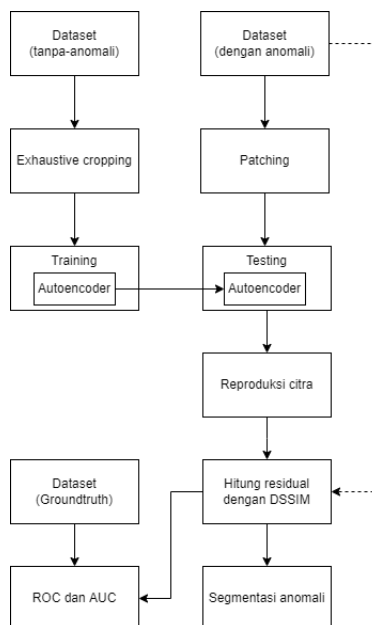 Dataset
(tanpa-anomali)
Dataset
(dengan anomali)
Exhaustive cropping
Patching
Training
Autoencoder
Testing
Autoencoder
Reproduksi citra
Dataset
(Groundtruth)
Hitung residual
dengan DSSIM
ROC dan AUC
Segmentasi anomali